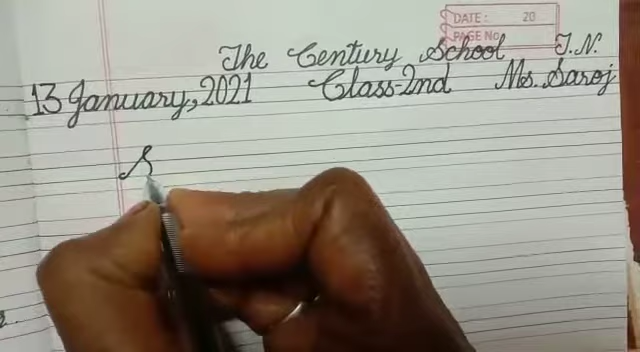 DATE : 20
PAGE No
The Century School T.N.
13 January, 2021 Class-2nd Ms. Saroj
S